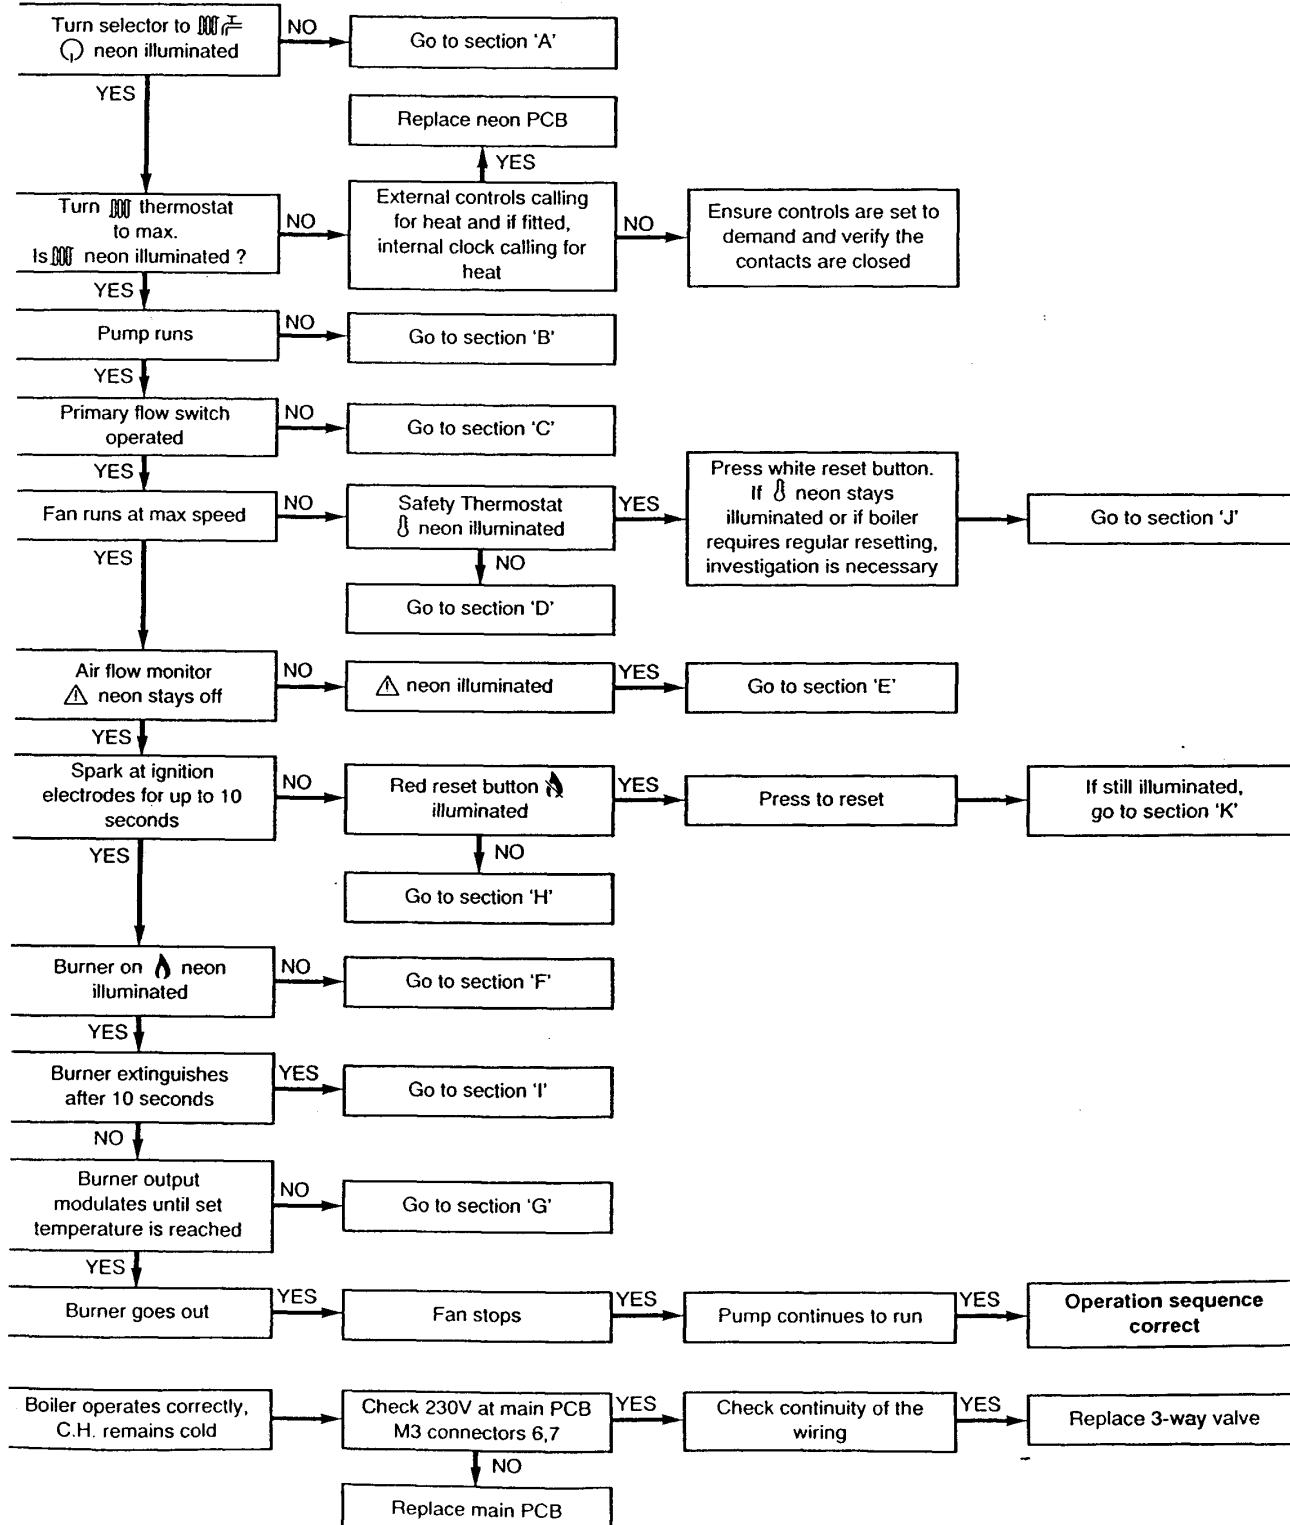 Turn selector to
neon illuminated
NO
Go to section 'A'
YES
Replace neon PCB
YES
Turn thermostat
to max.
Is neon illuminated ?
NO
External controls calling
for heat and if fitted,
internal clock calling for
heat
NO
Ensure controls are set to
demand and verify the
contacts are closed
YES
Pump runs
NO
Go to section 'B'
YES
Primary flow switch
operated
NO
Go to section 'C'
YES
Fan runs at max speed
NO
Safety Thermostat
neon illuminated
YES
Press white reset button.
If neon stays
illuminated or if boiler
requires regular resetting,
investigation is necessary
Go to section 'J'
NO
Go to section 'D'
YES
Air flow monitor
neon stays off
NO
neon illuminated
YES
Go to section 'E'
YES
Spark at ignition
electrodes for up to 10
seconds
NO
Red reset button
illuminated
YES
Press to reset
If still illuminated,
go to section 'K'
NO
Go to section 'H'
YES
Burner on neon
illuminated
NO
Go to section 'F'
YES
Burner extinguishes
after 10 seconds
YES
Go to section 'I'
NO
Burner output
modulates until set
temperature is reached
NO
Go to section 'G'
YES
Burner goes out
YES
Fan stops
YES
Pump continues to run
YES
Operation sequence
correct
Boiler operates correctly,
C.H. remains cold
Check 230V at main PCB
M3 connectors 6,7
YES
Check continuity of the
wiring
YES
Replace 3-way valve
NO
Replace main PCB